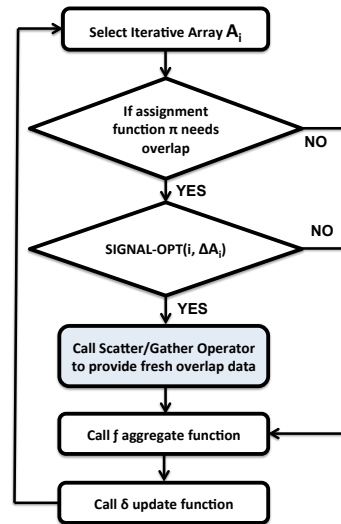 Select Iterative Array Ai
If assignment
function π needs
overlap
NO
YES
SIGNAL-OPT(i, ΔAi)
NO
YES
Call Scatter/Gather Operator
to provide fresh overlap data
Call ƒ aggregate function
Call δ update function